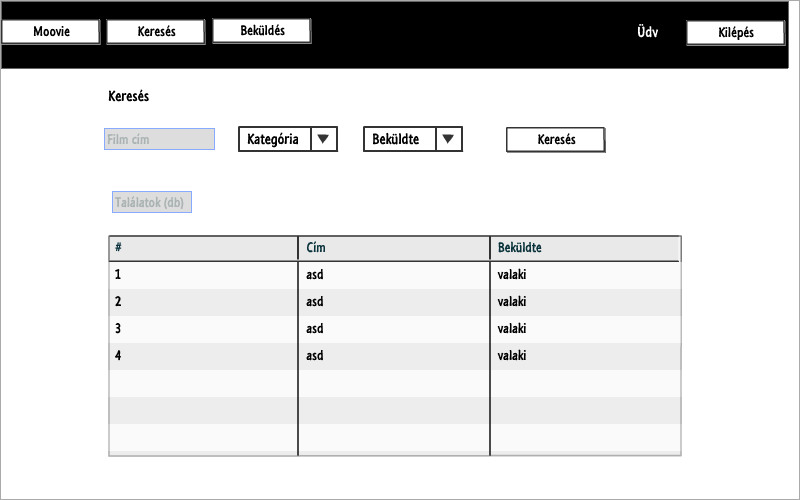 Moovie Keresés Beküldés Üdv Kilépés
Keresés
Film cím Kategória Beküldte Keresés
Találatok (db)
# Cím Beküldte
1 asd valaki
2 asd valaki
3 asd valaki
4 asd valaki